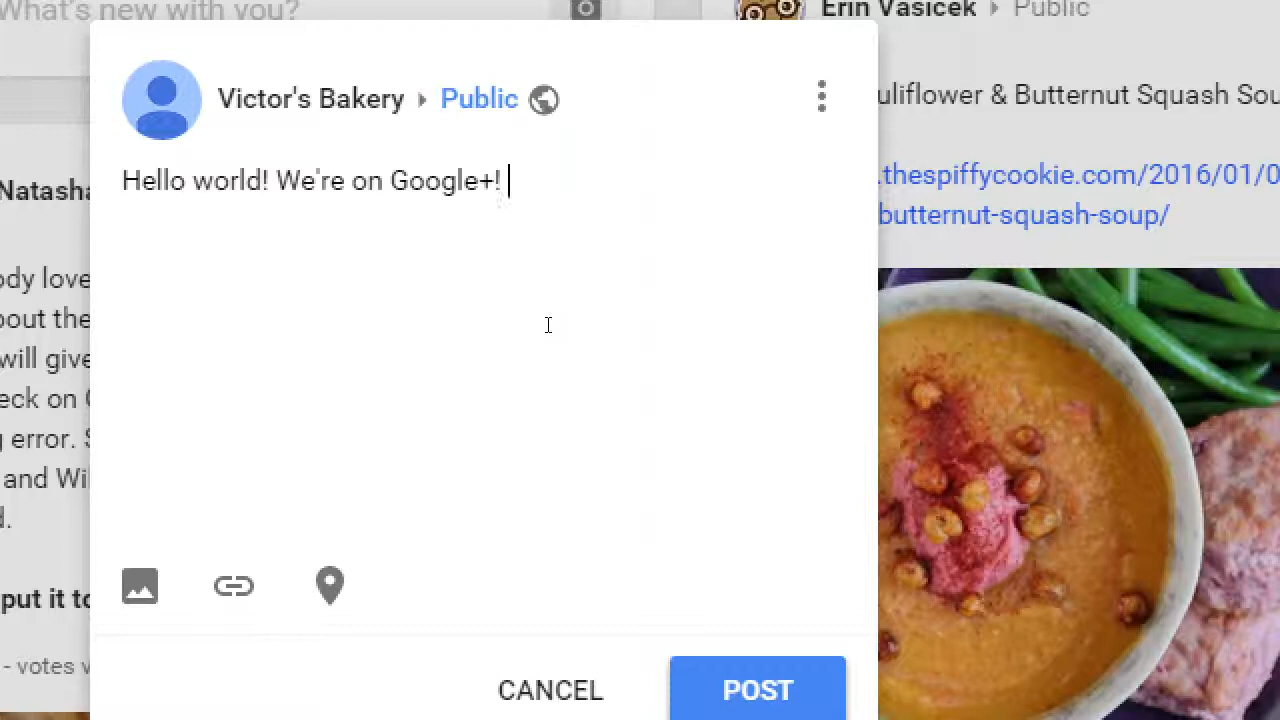 What's new with you?
Erin Vasicek Public
Victor's Bakery Public
Hello world! We're on Google+!
uliflower & Butternut Squash Sou
.thespiffycookie.com/2016/01/0
butternut-squash-soup/
Natasha
ody love
bout the
will give
eck on
g error. S
and Wil
d.
put it to
- votes v
CANCEL POST